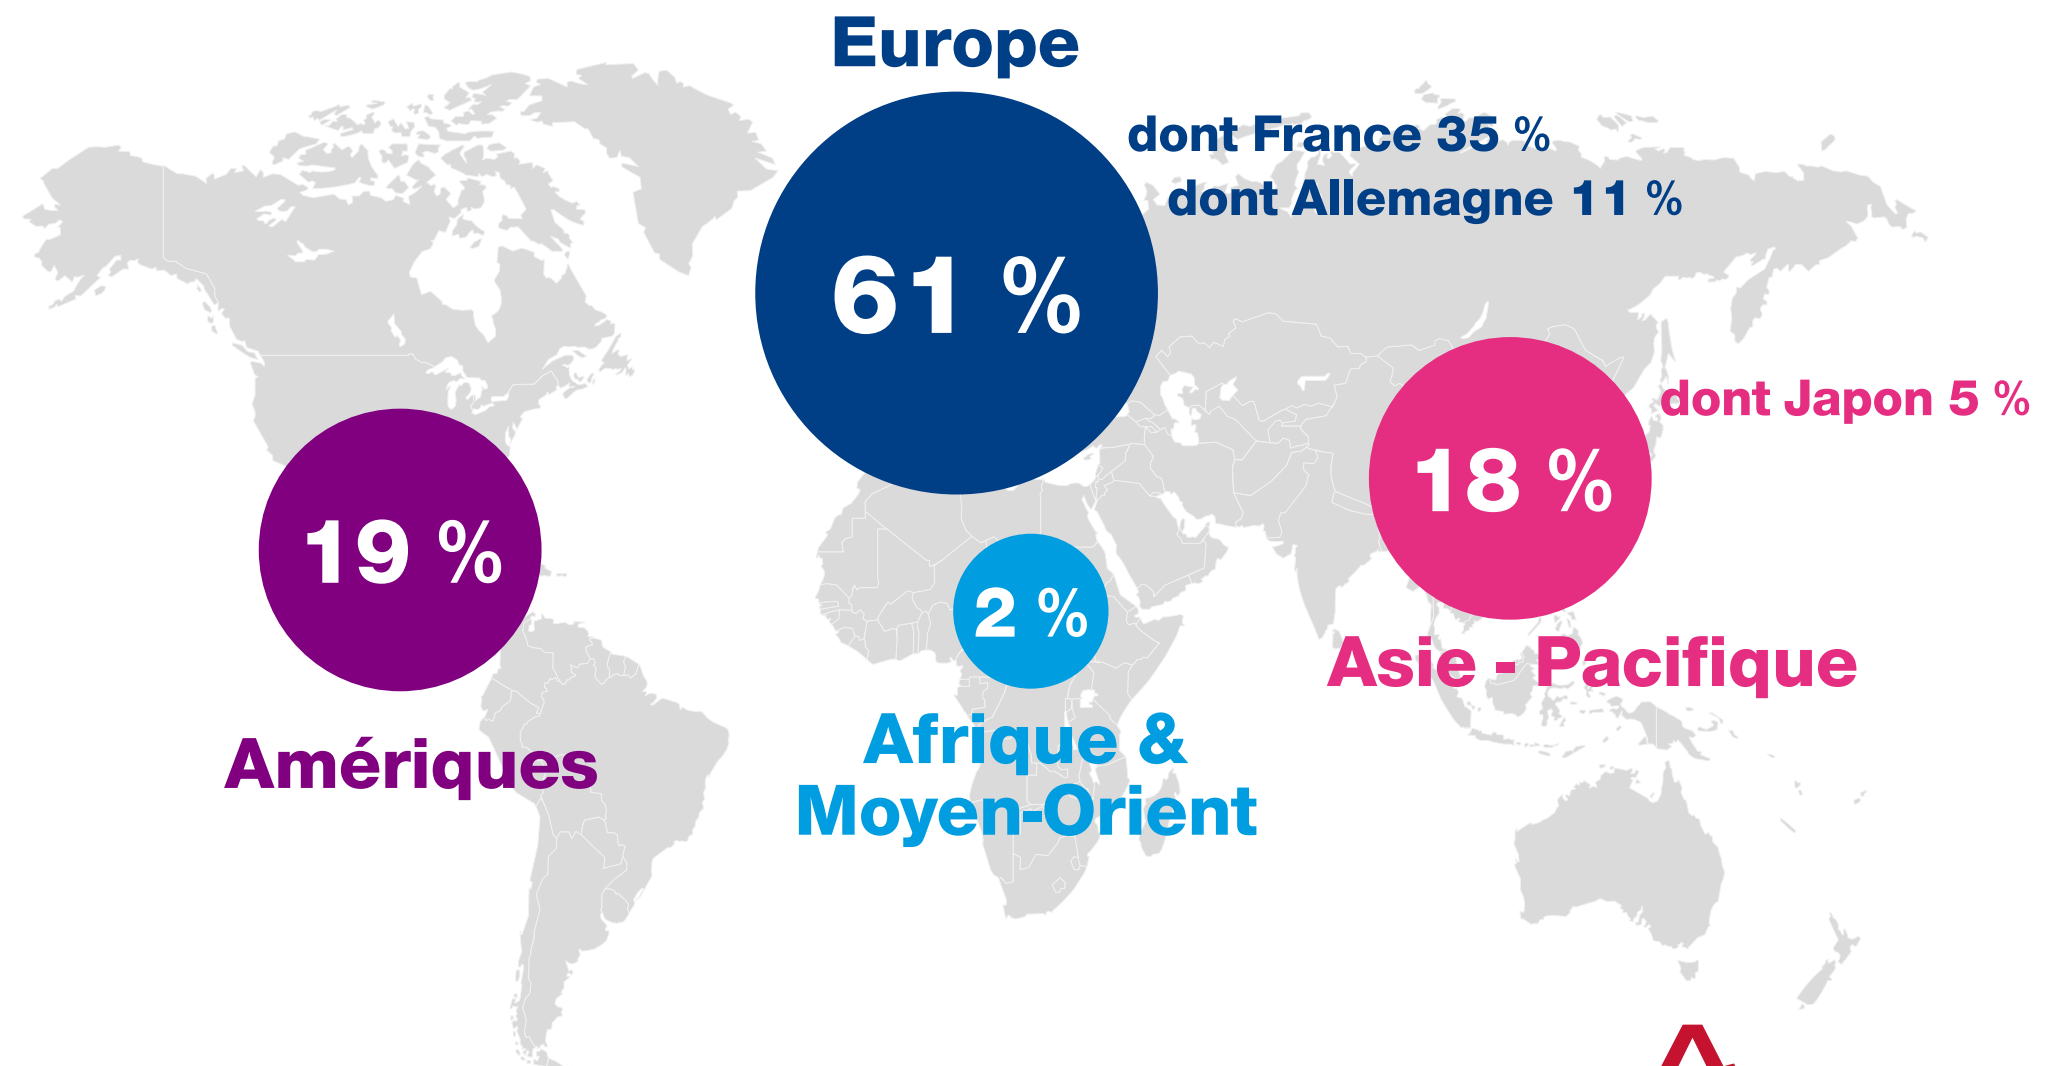 Europe
dont France 35 %
dont Allemagne 11 %
61 %
dont Japon 5 %
18 %
Asie - Pacifique
19 %
Amériques
2 %
Afrique &
Moyen-Orient